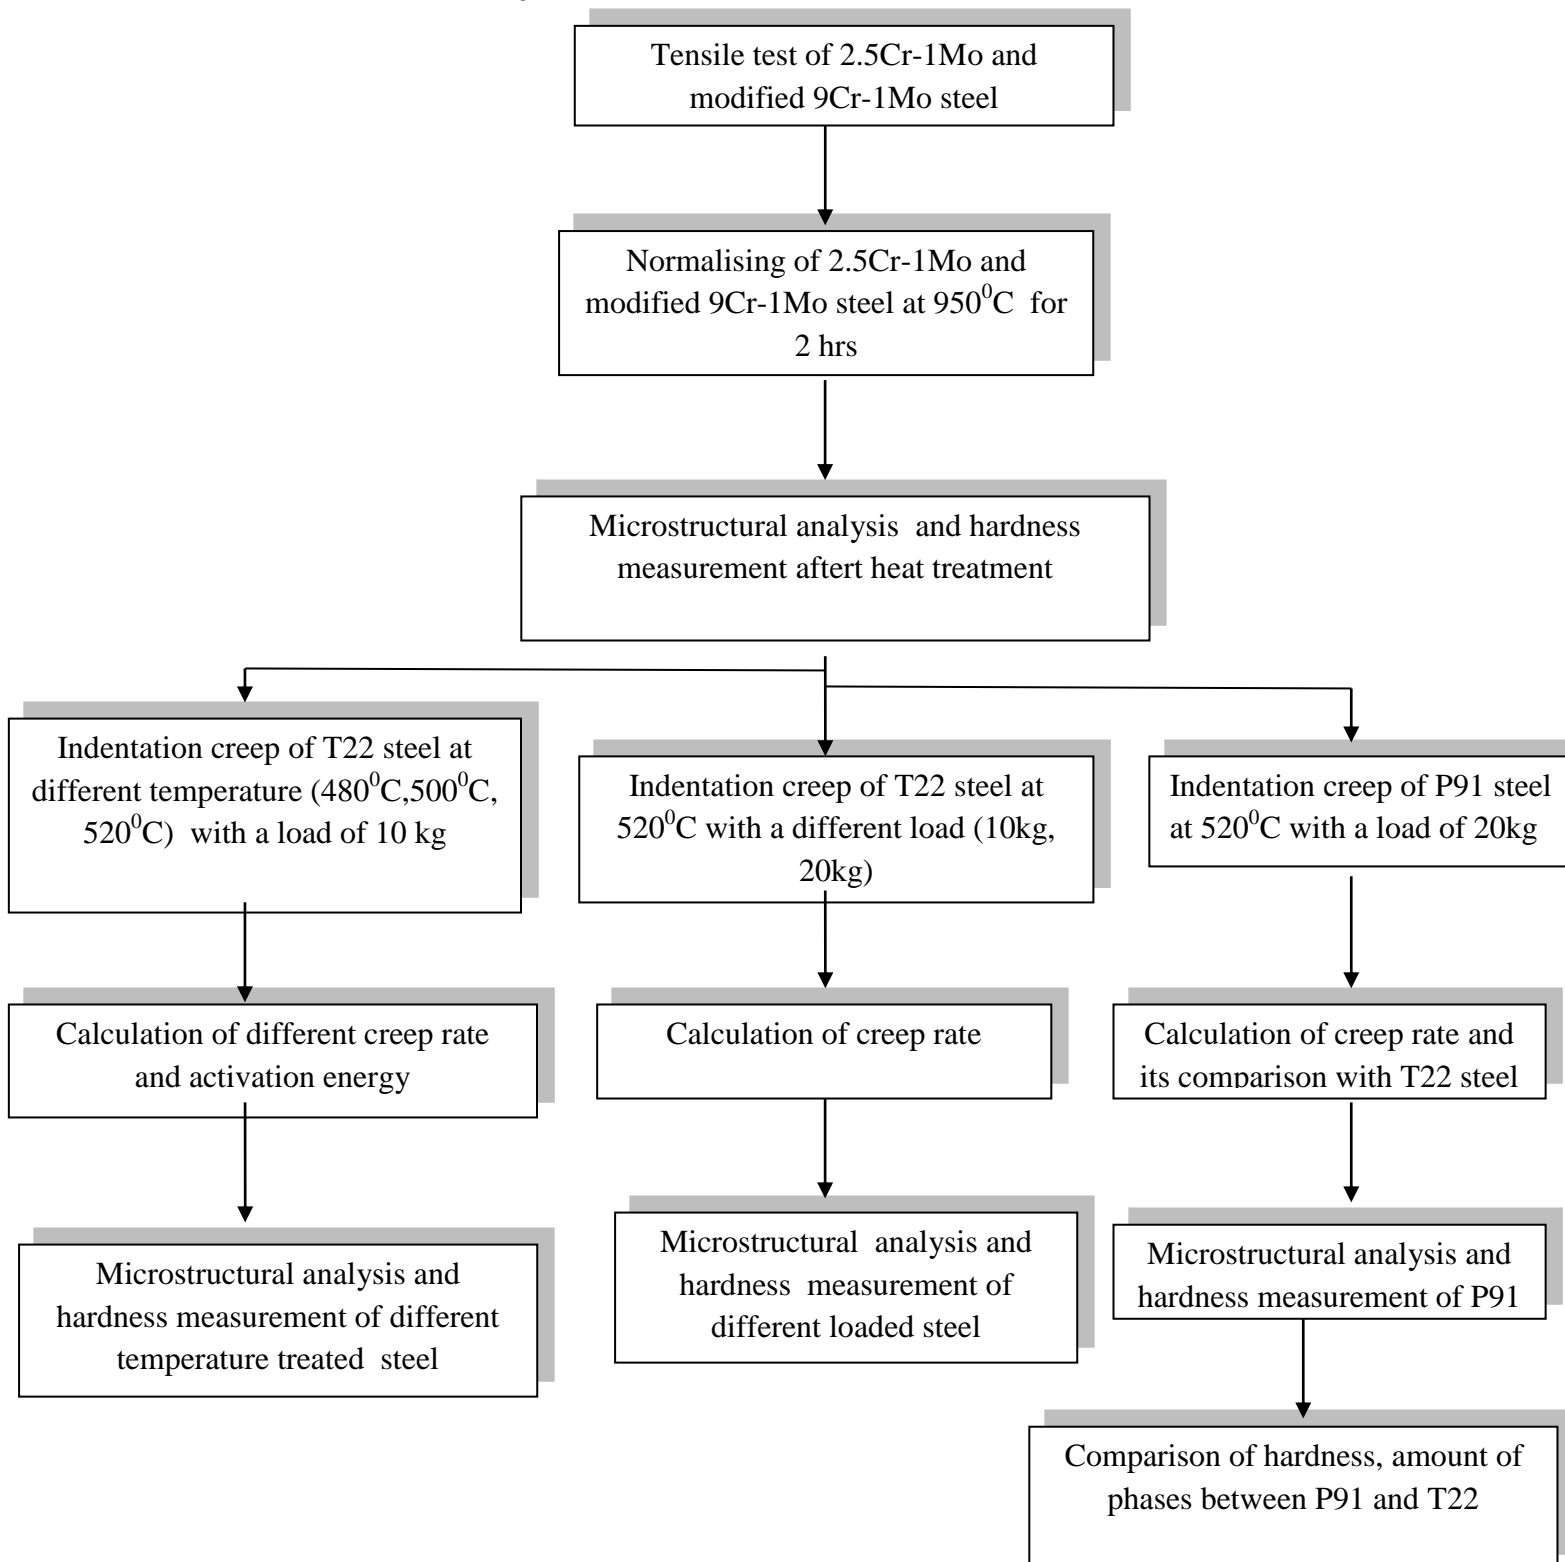 Tensile test of 2.5Cr-1Mo and
modified 9Cr-1Mo steel
Normalising of 2.5Cr-1Mo and
modified 9Cr-1Mo steel at 950⁰C for
2 hrs
Microstructural analysis and hardness
measurement aftert heat treatment
Indentation creep of T22 steel at
different temperature (480⁰C,500⁰C,
520⁰C) with a load of 10 kg
Indentation creep of T22 steel at
520⁰C with a different load (10kg,
20kg)
Indentation creep of P91 steel
at 520⁰C with a load of 20kg
Calculation of different creep rate
and activation energy
Calculation of creep rate
Calculation of creep rate and
its comparison with T22 steel
Microstructural analysis and
hardness measurement of different
temperature treated steel
Microstructural analysis and
hardness measurement of
different loaded steel
Microstructural analysis and
hardness measurement of P91
Comparison of hardness, amount of
phases between P91 and T22